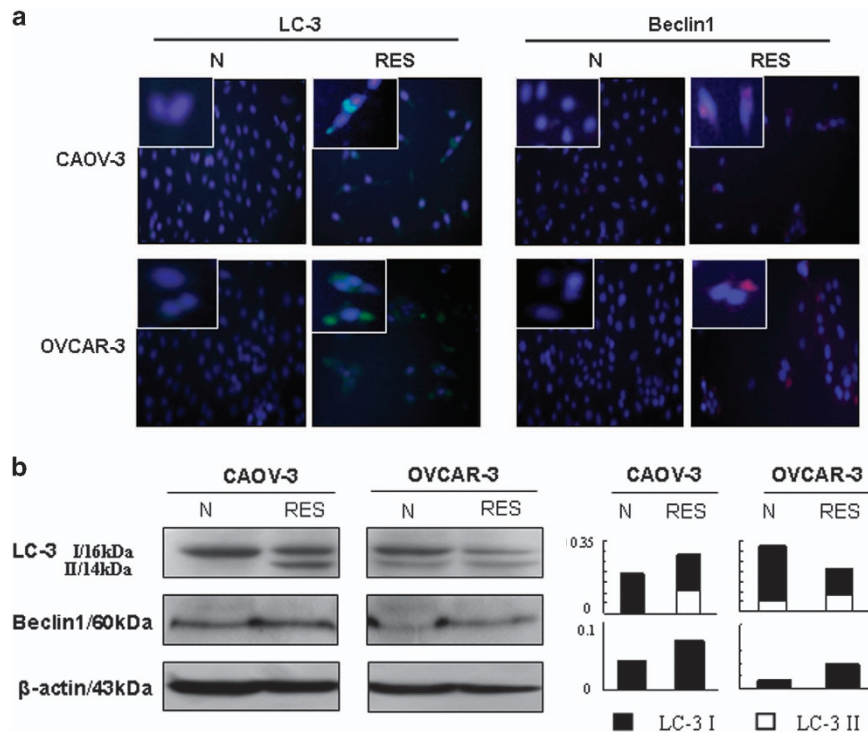 a
LC-3 Beclin1
N RES N RES
CAOV-3
OVCAR-3
b
CAOV-3 OVCAR-3 CAOV-3 OVCAR-3
N RES N RES N RES N RES
LC-3 I/16kDa
II/14kDa
Beclin1/60kDa
β-actin/43kDa
0.35
0
0.1
0
LC-3 I LC-3 II